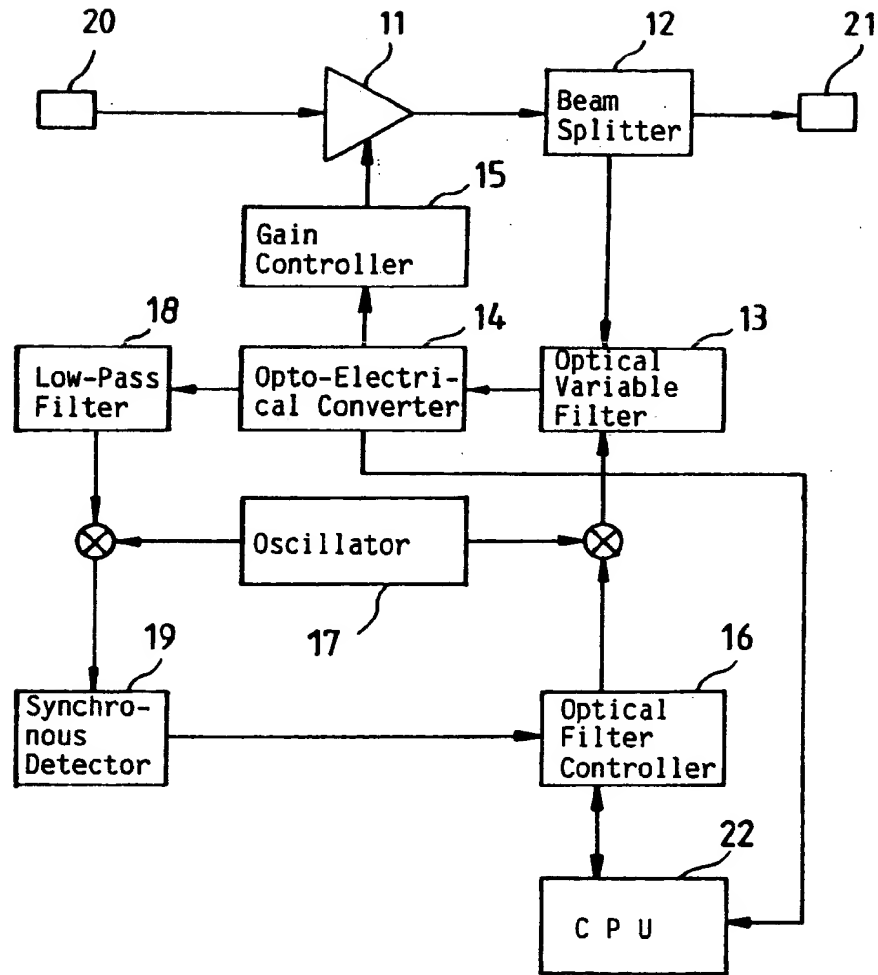 20
11
12
21
Beam
Splitter
15
Gain
Controller
18
14
13
Low-Pass
Filter
Opto-Electri-
cal Converter
Optical
Variable
Filter
Oscillator
17
19
16
Synchro-
nous
Detector
Optical
Filter
Controller
22
C P U